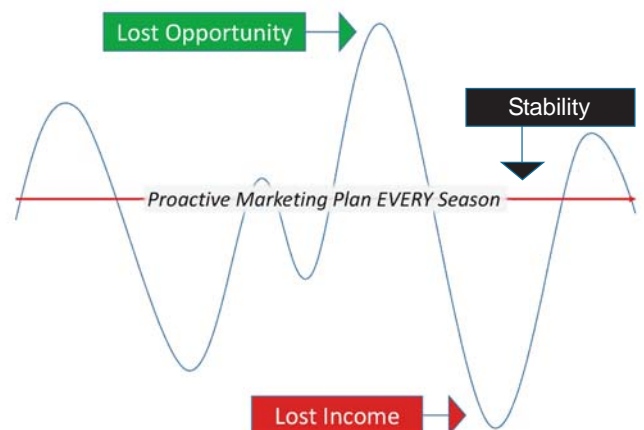 Lost Opportunity
Stability
Proactive Marketing Plan EVERY Season
Lost Income